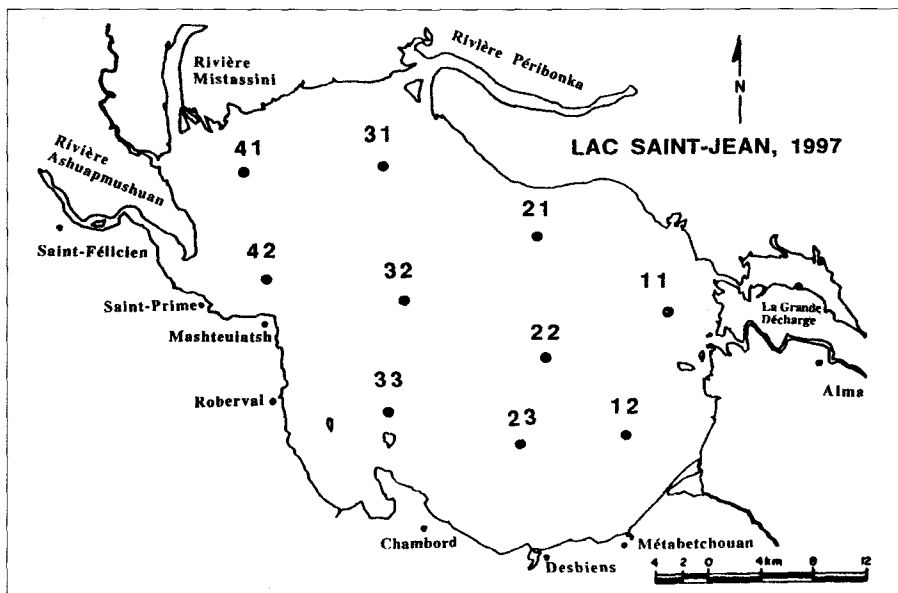 Rivière
Mistassini
Rivière Péribonka
N
LAC SAINT-JEAN, 1997
Rivière
Ashuapmushuan
41
31
21
Saint-Félicien
42
32
11
Saint-Prime
La Grande
Décharge
Mashteuiatsh
22
Alma
33
Roberval
23
12
Chambord
Métabetchouan
Desbiens
4 2 0 4km 8 12